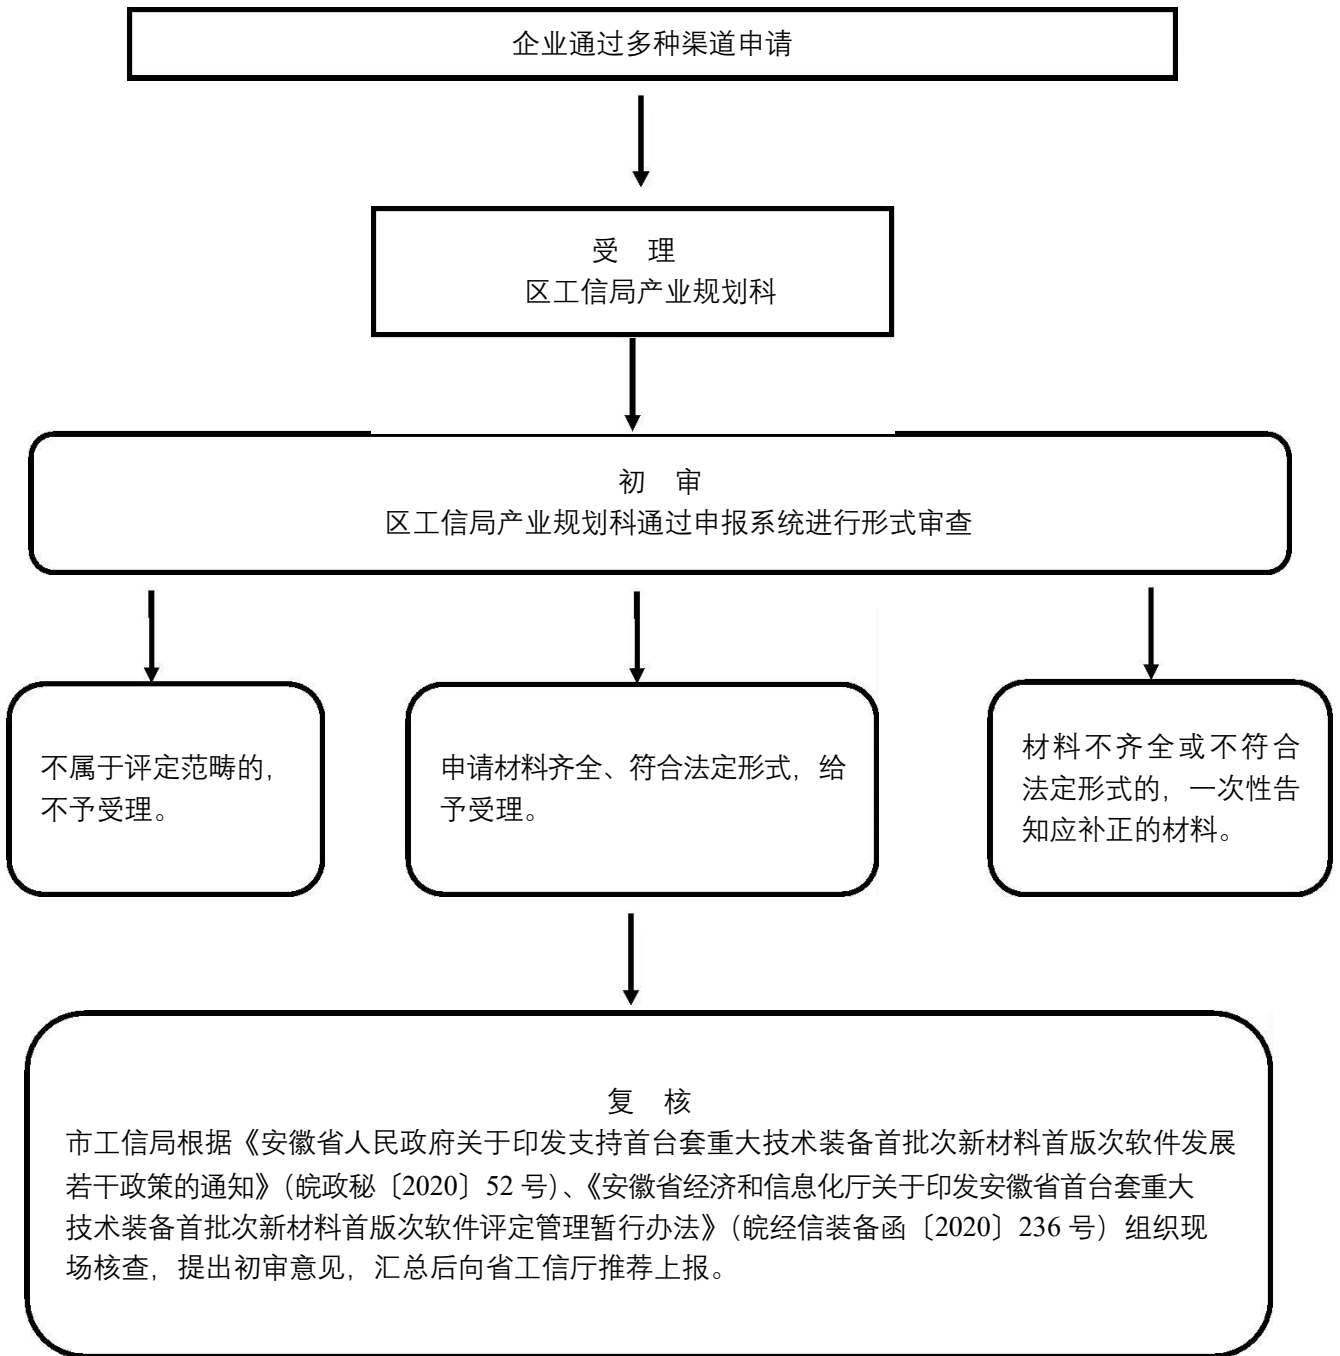 企业通过多种渠道申请
受 理
区工信局产业规划科
初 审
区工信局产业规划科通过申报系统进行形式审查
不属于评定范畴的,
不予受理。
申请材料齐全、符合法定形式,给
予受理。
材料不齐全或不符合
法定形式的,一次性告
知应补正的材料。
复 核
市工信局根据《安徽省人民政府关于印发支持首台套重大技术装备首批次新材料首版次软件发展
若干政策的通知》(皖政秘〔2020〕52 号)、《安徽省经济和信息化厅关于印发安徽省首台套重大
技术装备首批次新材料首版次软件评定管理暂行办法》(皖经信装备函〔2020〕236 号)组织现
场核查,提出初审意见,汇总后向省工信厅推荐上报。